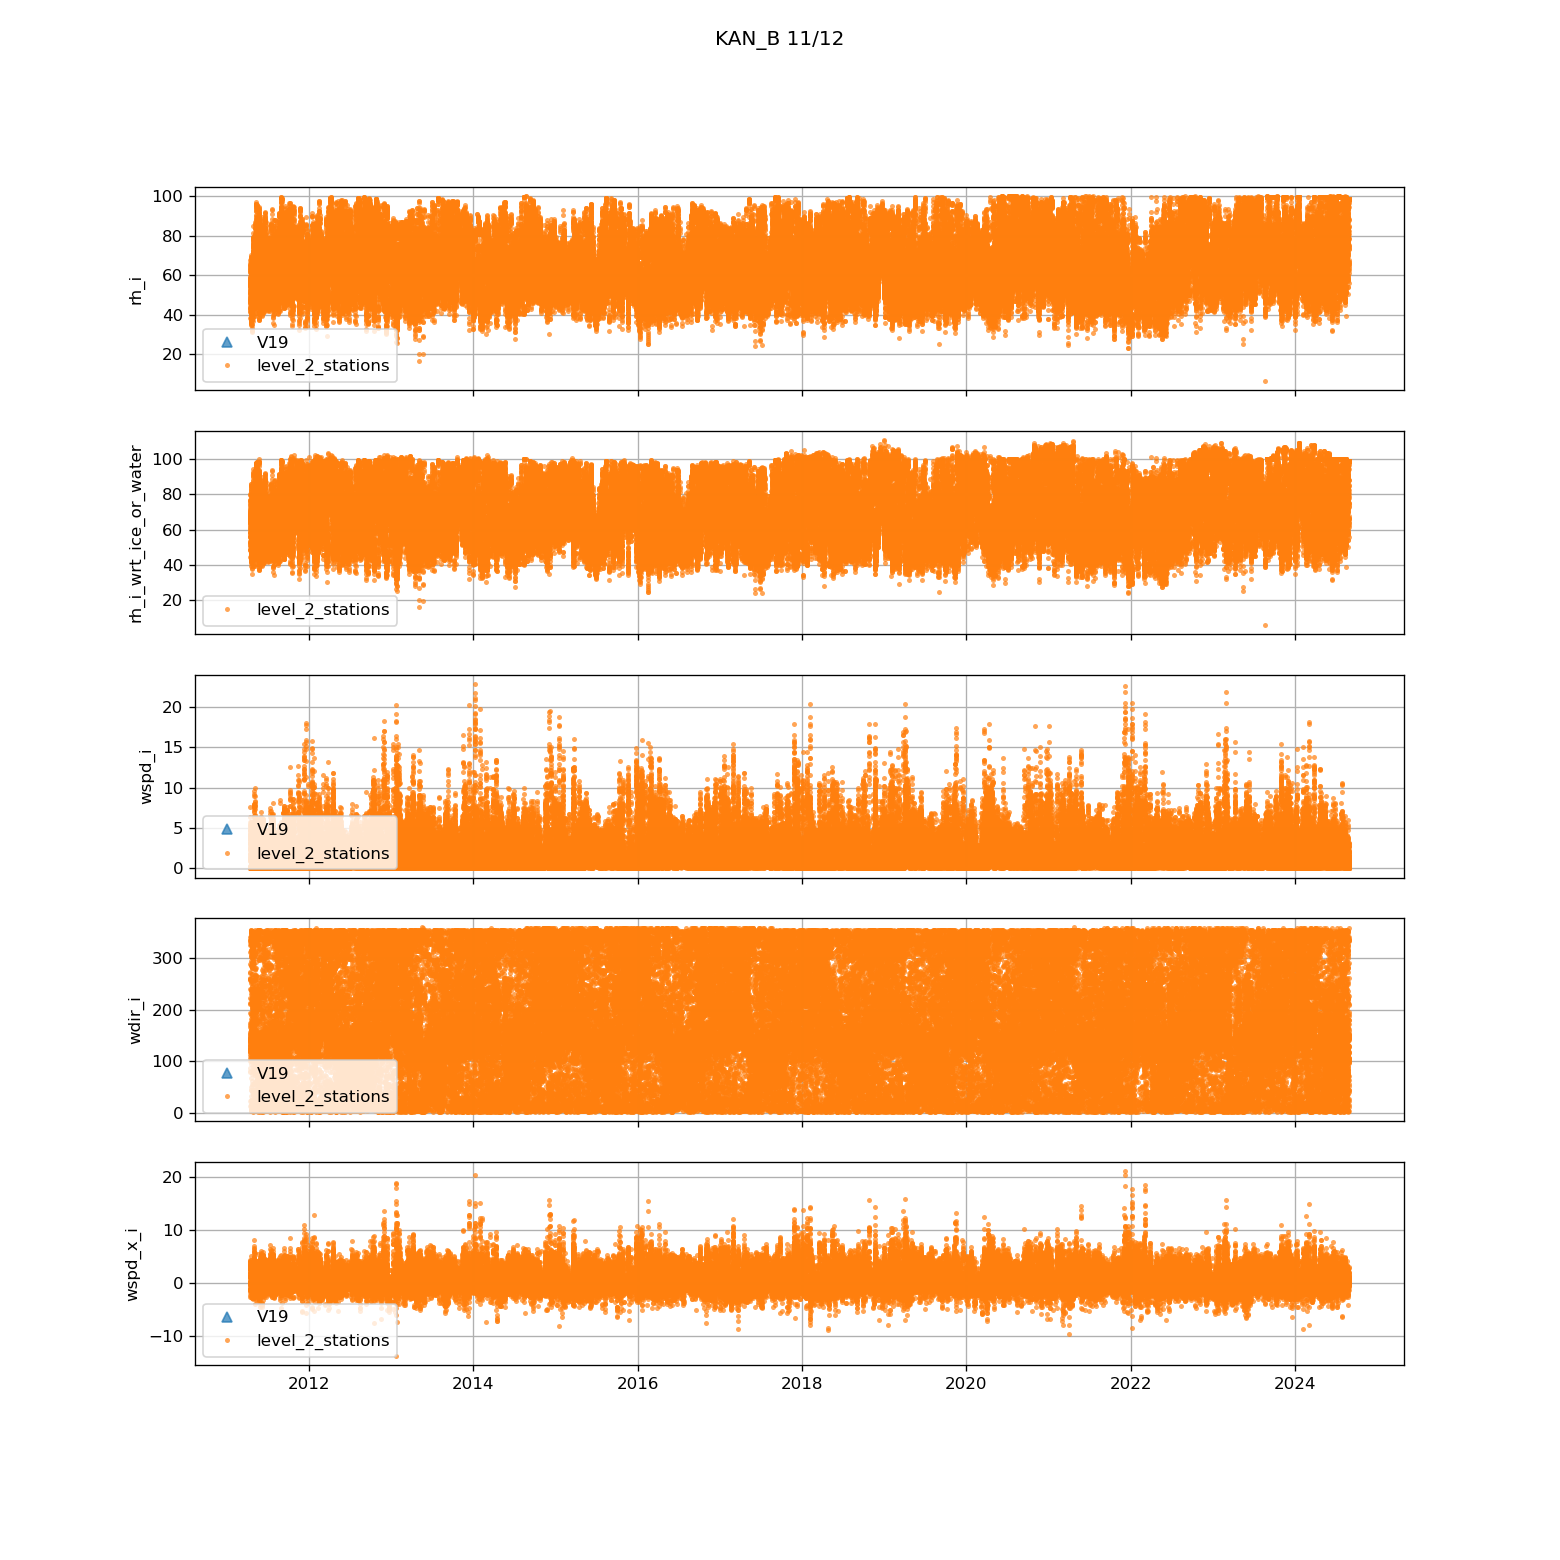 KAN_B 11/12
100
80
60
40
20
rh_i
V19
level_2_stations
100
80
60
40
20
rh_i_wrt_ice_or_water
level_2_stations
20
15
10
5
0
wspd_i
V19
level_2_stations
300
200
100
0
wdir_i
V19
level_2_stations
20
10
0
−10
wspd_x_i
V19
level_2_stations
2012 2014 2016 2018 2020 2022 2024